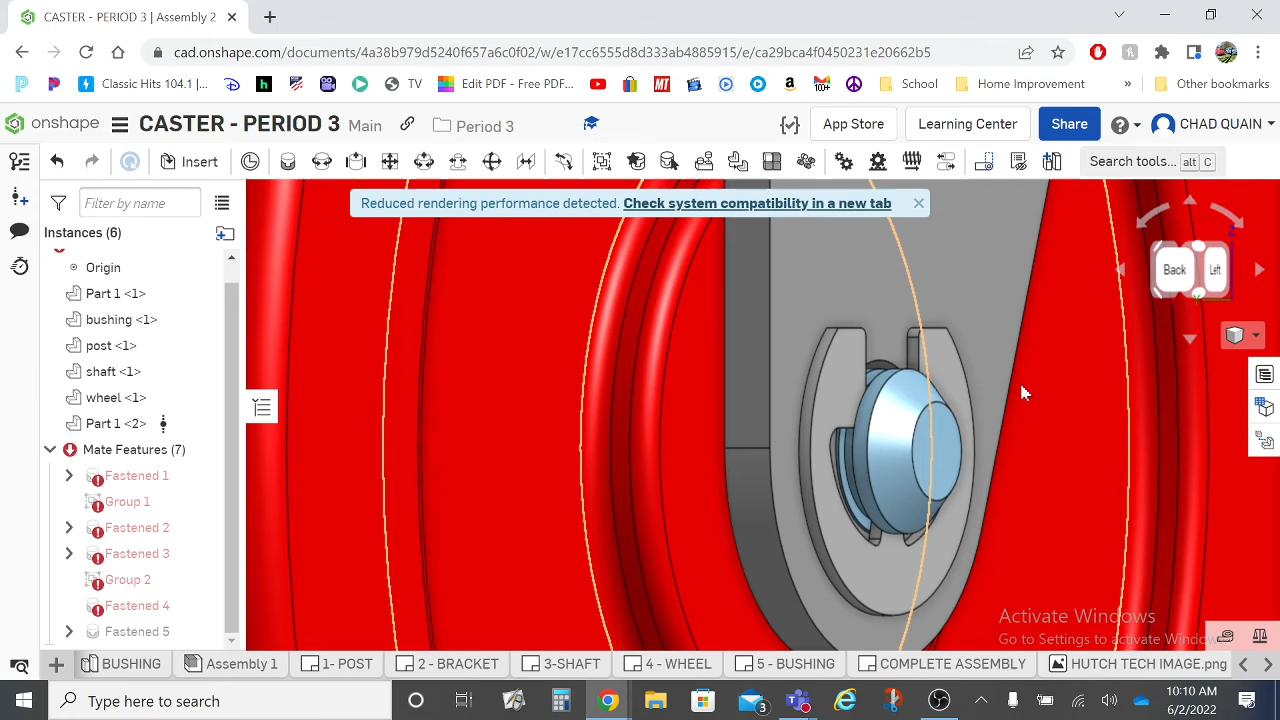 CASTER - PERIOD 3 | Assembly 2
cad.onshape.com/documents/4a38b979d5240f657a6c0f02/w/e17cc6555d8d333ab4885915/e/ca29bca4f0450231e20662b5
Classic Hits 104.1 |... TV Edit PDF - Free PDF... MT 100+ School Home Improvement » Other bookmarks
onshape CASTER - PERIOD 3 Main Period 3 App Store Learning Center Share CHAD QUAIN
Insert Search tools... alt C
Filter by name
Reduced rendering performance detected. Check system compatibility in a new tab
Instances (6)
Origin
Part 1 <1>
bushing <1>
post <1>
shaft <1>
wheel <1>
Part 1 <2>
Mate Features (7)
Fastened 1
Group 1
Fastened 2
Fastened 3
Group 2
Fastened 4
Fastened 5
Z
Back Left
Y
Activate Windows
Go to Settings to activate Windows
BUSHING Assembly 1 1- POST 2 - BRACKET 3-SHAFT 4 - WHEEL 5 - BUSHING COMPLETE ASSEMBLY HUTCH TECH IMAGE.png
Type here to search
3
10:10 AM
6/2/2022